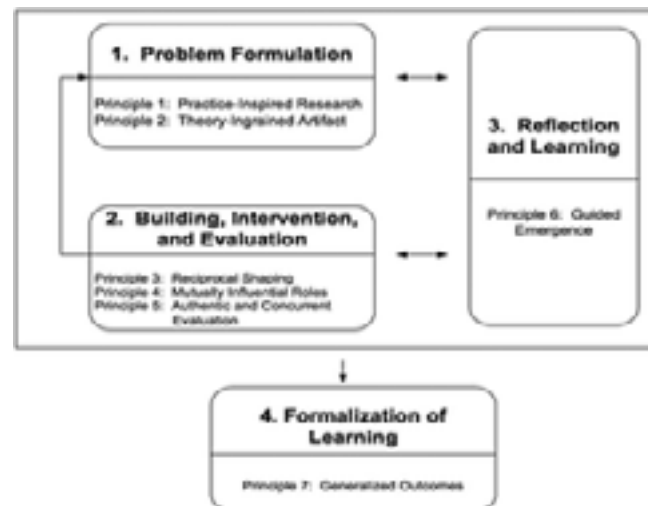 1. Problem Formulation
Principle 1: Practice-Inspired Research
Principle 2: Theory-Ingrained Artifact
2. Building, Intervention,
and Evaluation
Principle 3: Reciprocal Shaping
Principle 4: Mutually Influential Roles
Principle 5: Authentic and Concurrent
Evaluation
3. Reflection
and Learning
Principle 6: Guided
Emergence
4. Formalization of
Learning
Principle 7: Generalized Outcomes